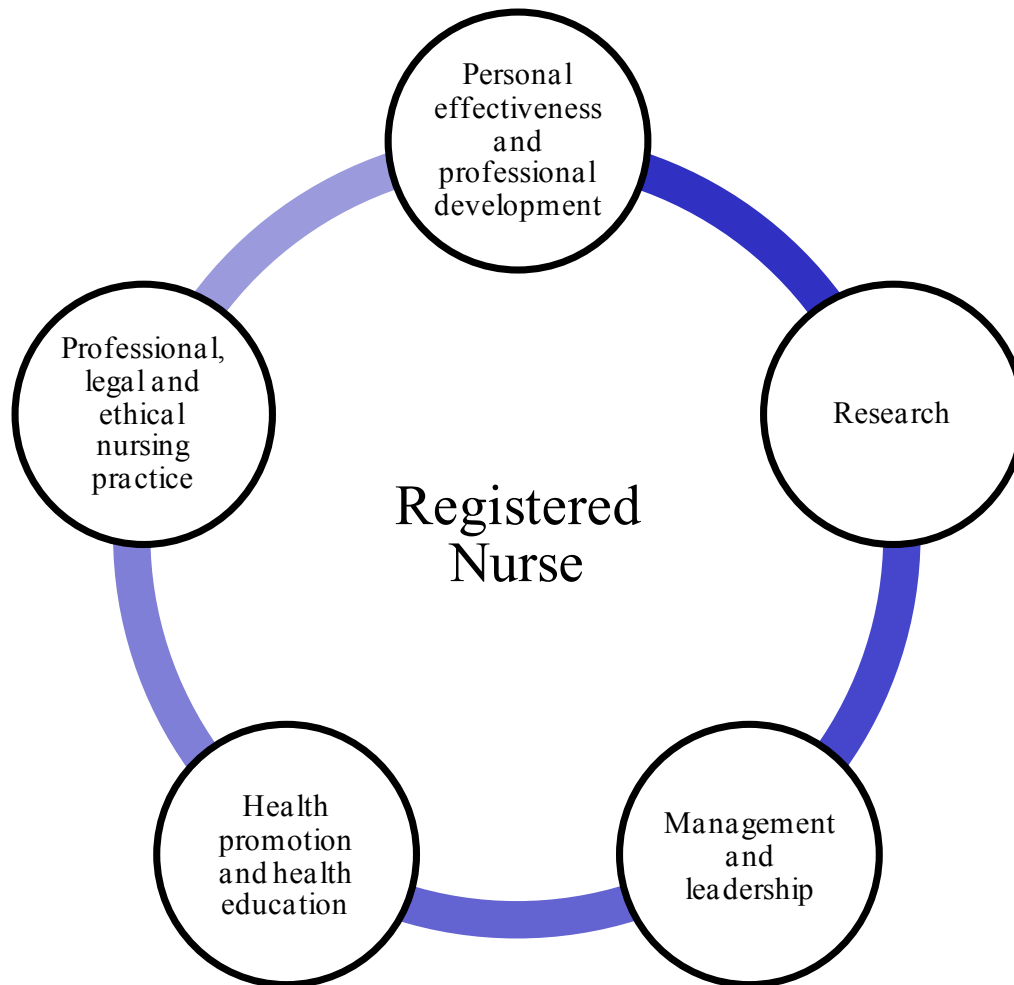 Personal
effectiveness
and
professional
development
Research
Management
and
leadership
Health
promotion
and health
education
Professional,
legal and
ethical
nursing
practice
Registered
Nurse